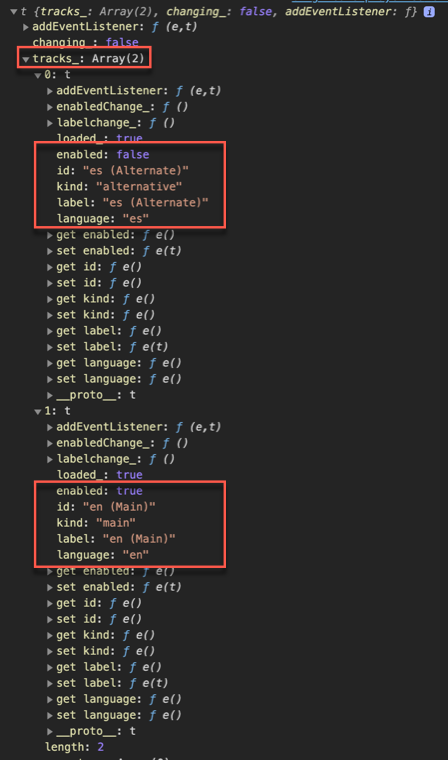 t {tracks_: Array(2), changing_: false, addEventListener: ƒ} i
addEventListener: ƒ (e,t)
changing_: false
tracks_: Array(2)
0: t
addEventListener: ƒ (e,t)
enabledChange_: ƒ ()
labelchange_: ƒ ()
loaded_: true
enabled: false
id: "es (Alternate)"
kind: "alternative"
label: "es (Alternate)"
language: "es"
get enabled: ƒ e()
set enabled: ƒ e(t)
get id: ƒ e()
set id: ƒ e()
get kind: ƒ e()
set kind: ƒ e()
get label: ƒ e()
set label: ƒ e(t)
get language: ƒ e()
set language: ƒ e()
__proto__: t
1: t
addEventListener: ƒ (e,t)
enabledChange_: ƒ ()
labelchange_: ƒ ()
loaded_: true
enabled: true
id: "en (Main)"
kind: "main"
label: "en (Main)"
language: "en"
get enabled: ƒ e()
set enabled: ƒ e(t)
get id: ƒ e()
set id: ƒ e()
get kind: ƒ e()
set kind: ƒ e()
get label: ƒ e()
set label: ƒ e(t)
get language: ƒ e()
set language: ƒ e()
__proto__: t
length: 2